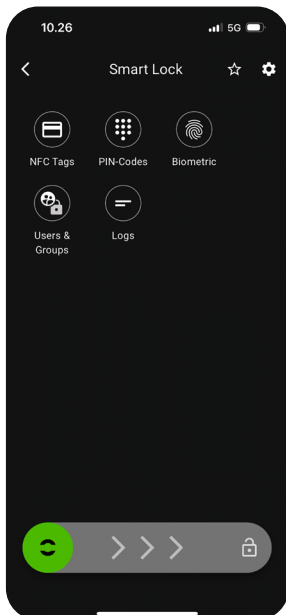 10.26
5G
Smart Lock
NFC Tags
PIN-Codes
Biometric
Users &
Groups
Logs